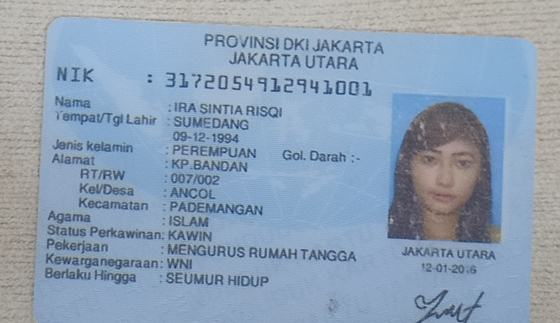 PROVINSI DKI JAKARTA
JAKARTA UTARA
NIK : 3172054912941001
Nama : IRA SINTIA RISQI
Tempat/Tgl Lahir : SUMEDANG
09-12-1994
Jenis kelamin : PEREMPUAN Gol. Darah :-
Alamat : KP.BANDAN
RT/RW : 007/002
Kel/Desa : ANCOL
Kecamatan : PADEMANGAN
Agama : ISLAM
Status Perkawinan: KAWIN
Pekerjaan : MENGURUS RUMAH TANGGA
Kewarganegaraan: WNI
Berlaku Hingga : SEUMUR HIDUP
JAKARTA UTARA
12-01-2016